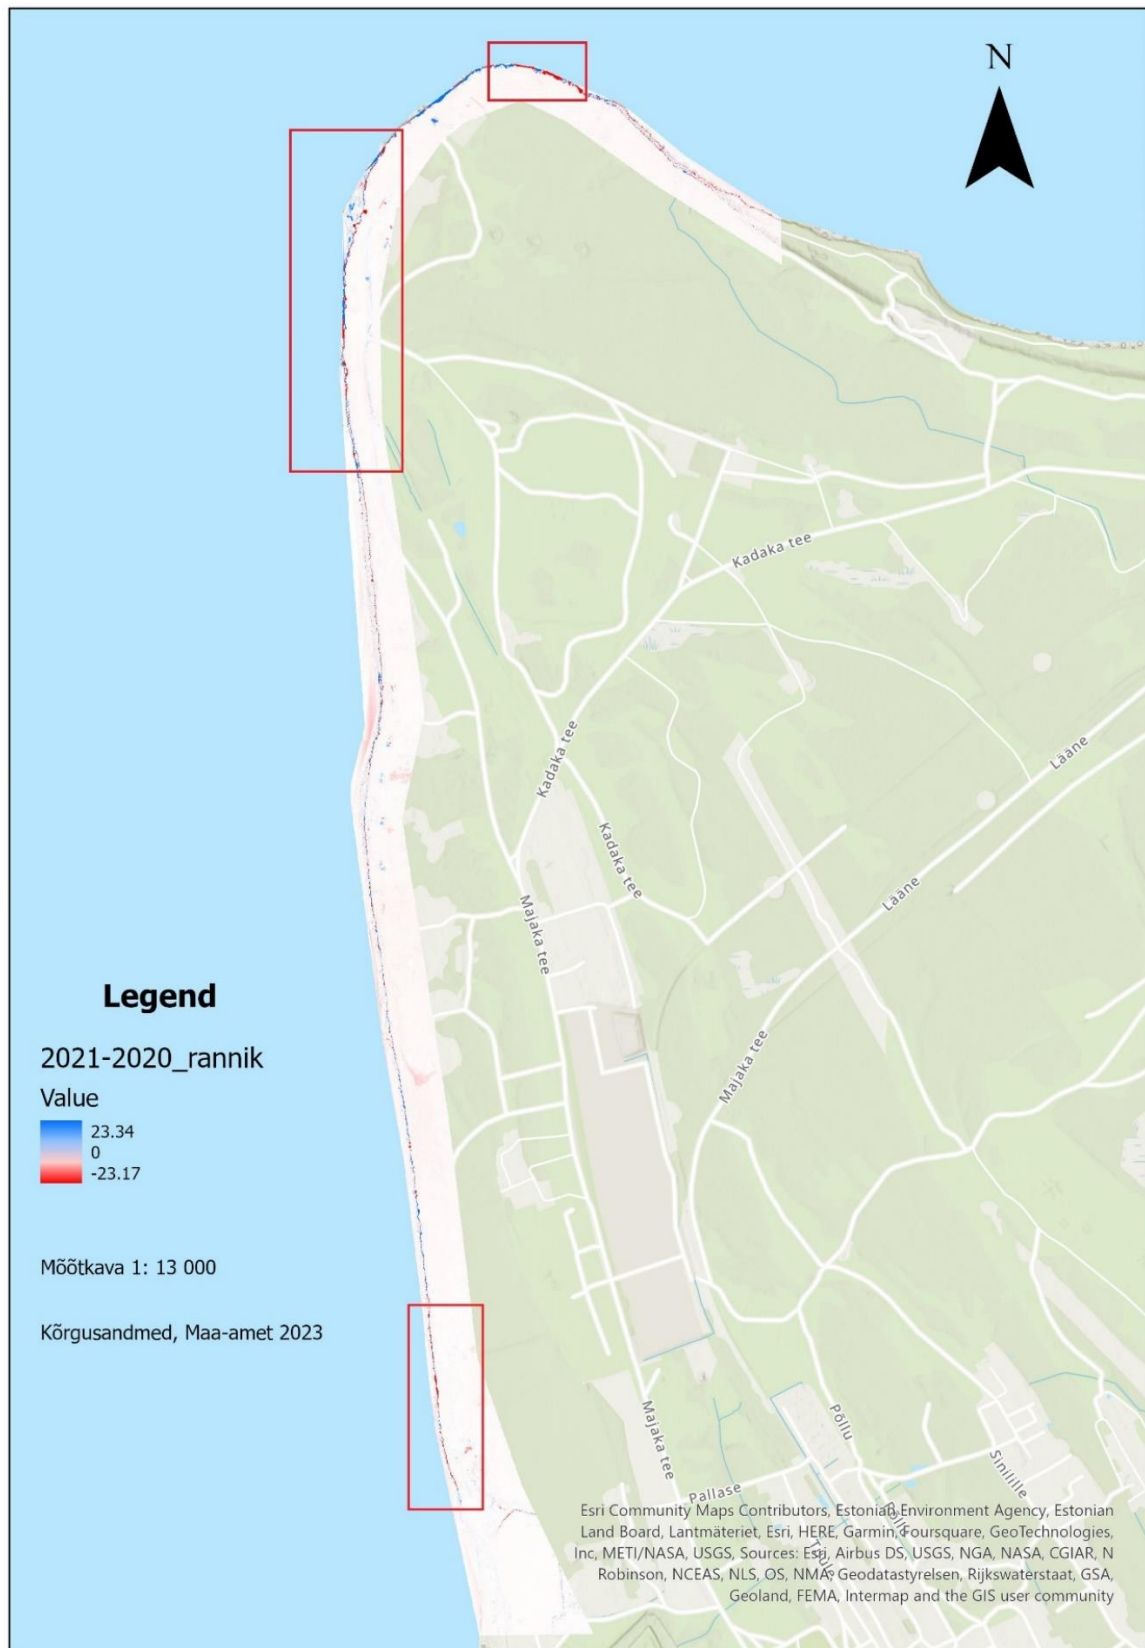 N
Kadaka tee
Lääne
Kadaka tee
Kadaka tee
Lääne
Majaka tee
Legend
2021-2020_rannik
Value
23.34
0
-23.17
Majaka tee
Mõõtkava 1: 13 000
Kõrgusandmed, Maa-amet 2023
Majaka tee
Põllu
Sinilille
Pallase
Esri Community Maps Contributors, Estonian Environment Agency, Estonian
Land Board, Lantmäteriet, Esri, HERE, Garmin, Foursquare, GeoTechnologies,
Inc, METI/NASA, USGS, Sources: Esri, Airbus DS, USGS, NGA, NASA, CGIAR, N
Robinson, NCEAS, NLS, OS, NMA, Geodatastyrelsen, Rijkswaterstaat, GSA,
Geoland, FEMA, Intermap and the GIS user community